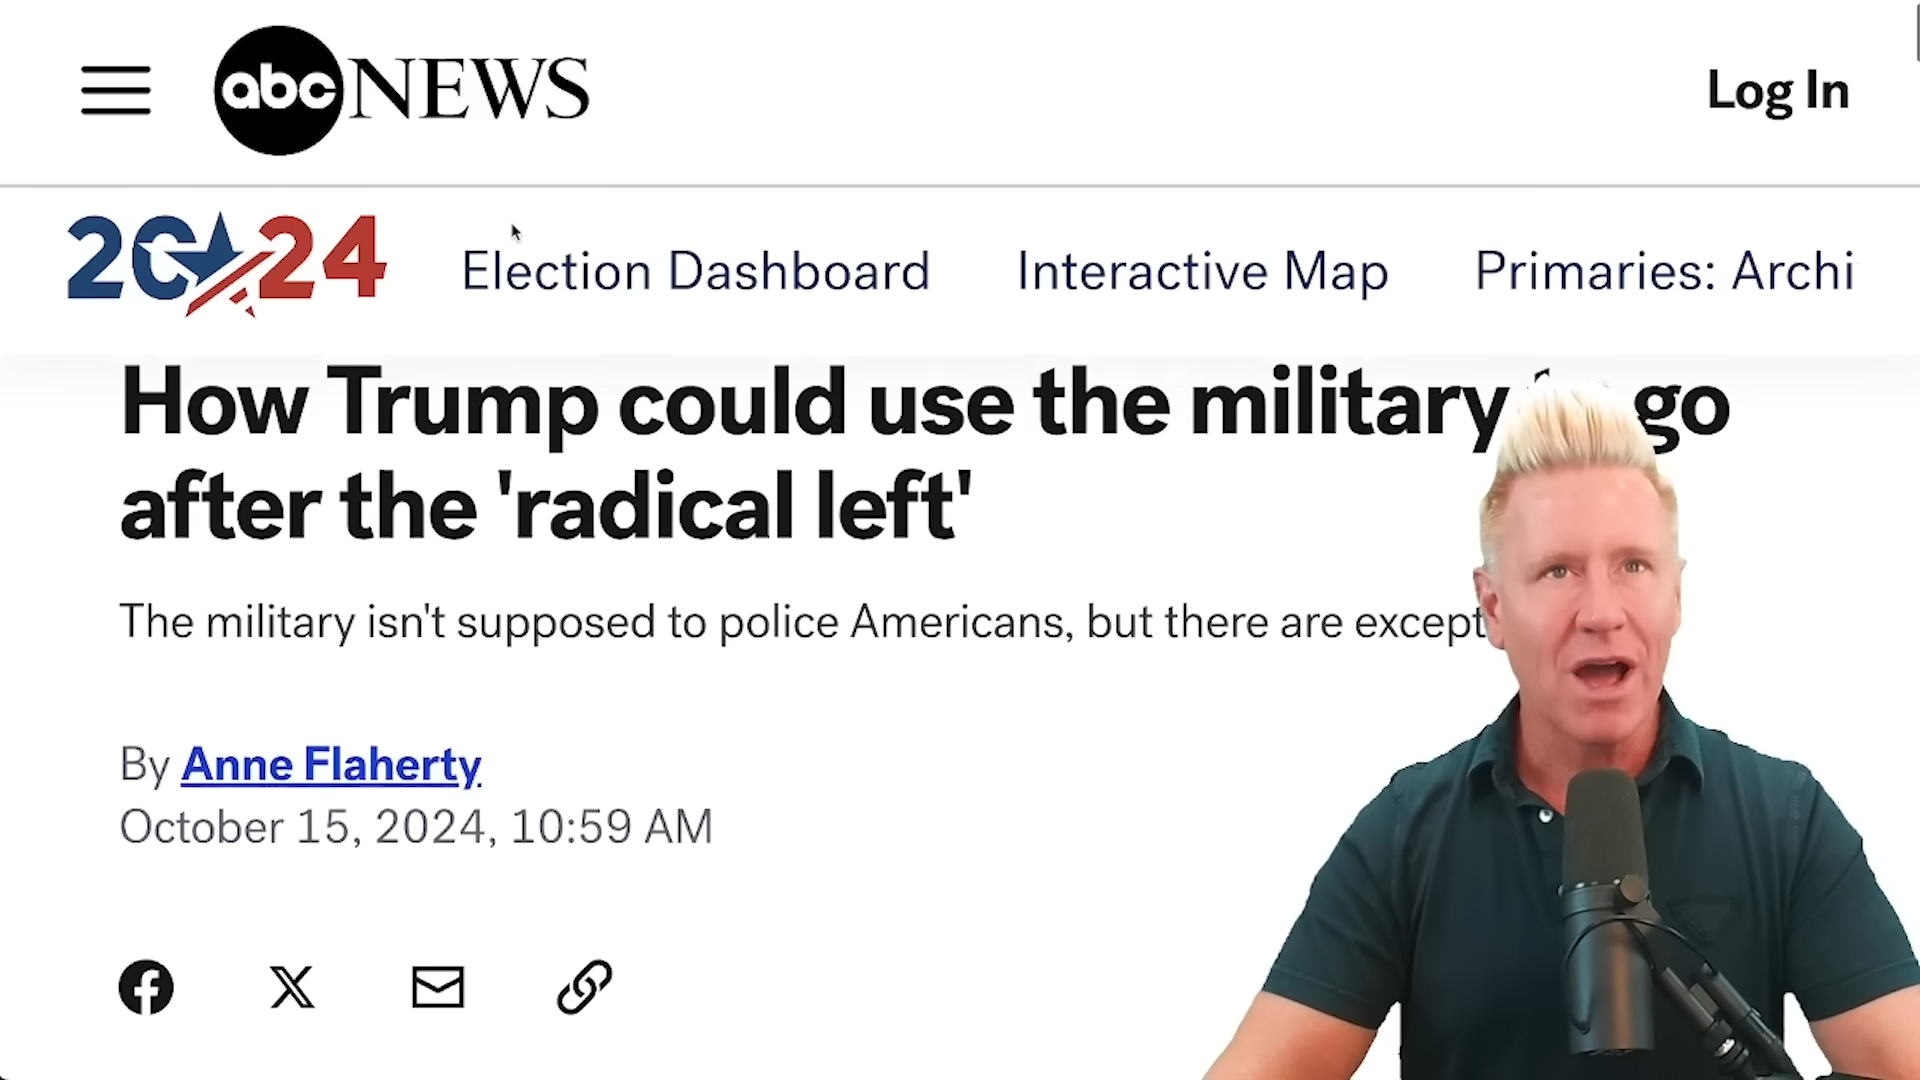 abc NEWS
Log In
2024
Election Dashboard
Interactive Map
Primaries: Archi
How Trump could use the military go
after the 'radical left'
The military isn't supposed to police Americans, but there are except
By Anne Flaherty
October 15, 2024, 10:59 AM